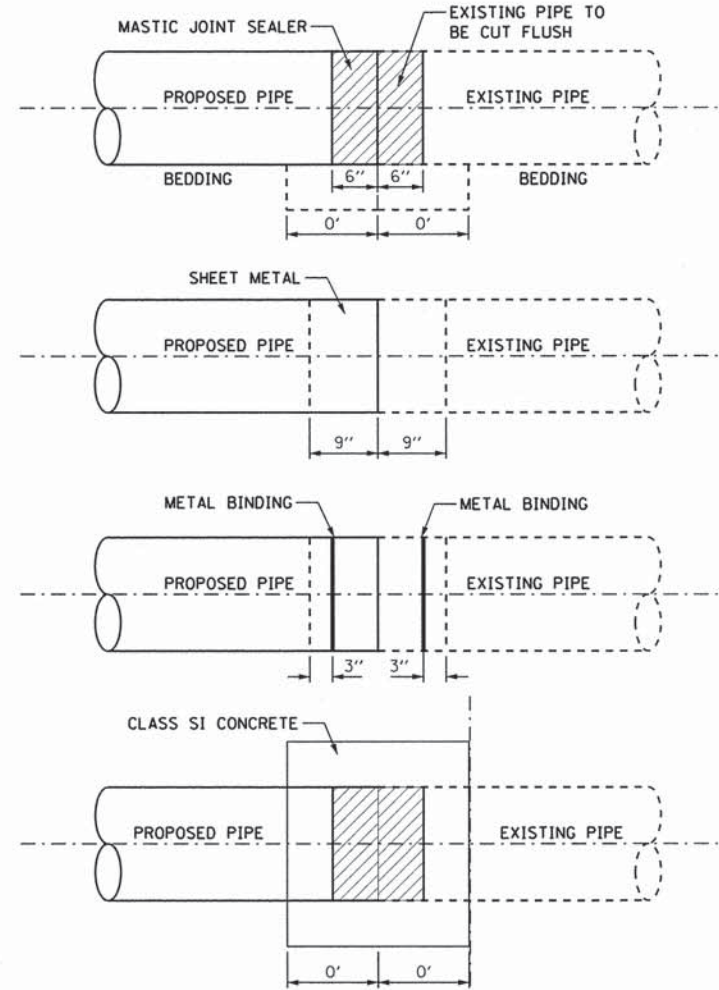 MASTIC JOINT SEALER
EXISTING PIPE TO
BE CUT FLUSH
PROPOSED PIPE
EXISTING PIPE
BEDDING
6"
6"
BEDDING
0'
0'
SHEET METAL
PROPOSED PIPE
EXISTING PIPE
9"
9"
METAL BINDING
METAL BINDING
PROPOSED PIPE
EXISTING PIPE
3"
3"
CLASS SI CONCRETE
PROPOSED PIPE
EXISTING PIPE
0'
0'